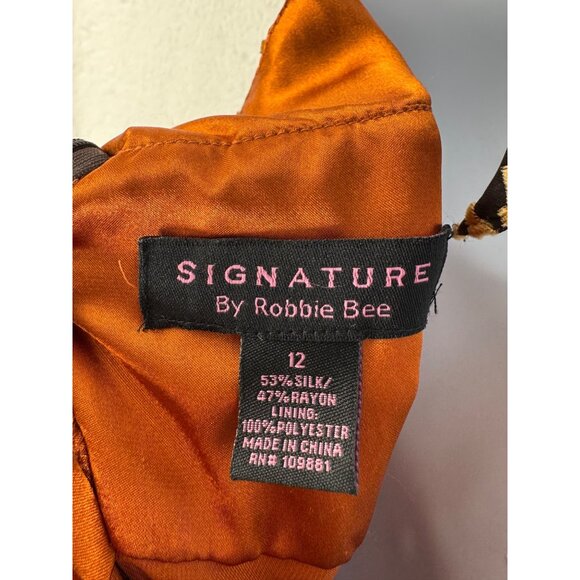 SIGNATURE
By Robbie Bee
12
53%SILK/
47%RAYON
LINING:
100%POLYESTER
MADE IN CHINA
RN# 109881